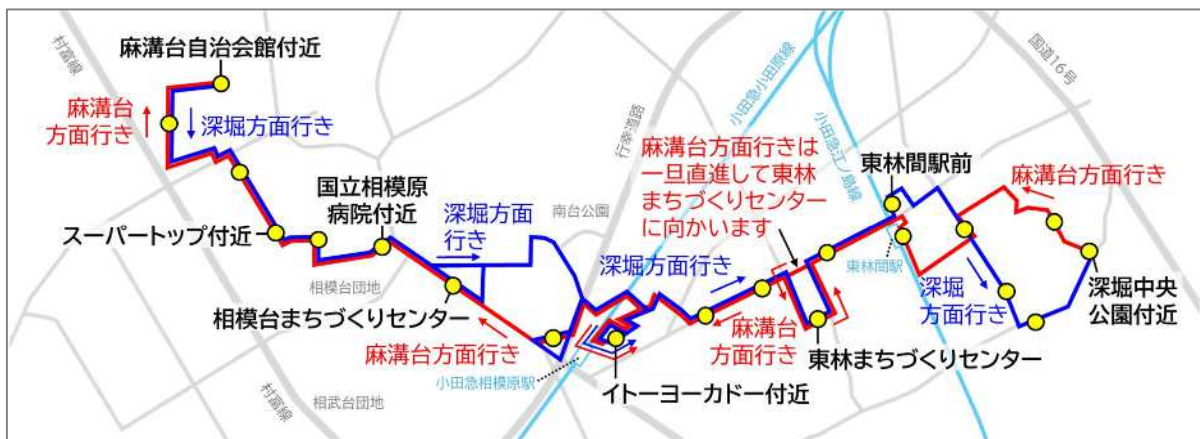 村富線
麻溝台自治会館付近
麻溝台
方面行き
深堀方面行き
国立相模原
病院付近
スーパートップ付近
深堀方面
行き
南台公園
行幸道路
小田急小田原線
麻溝台方面行きは
一旦直進して東林
まちづくりセンター
に向かいます
小田急江ノ島線
東林間駅前
国道16号
麻溝台方面行き
相模台団地
相模台まちづくりセンター
深堀方面行き
東林間駅
深堀
方面行き
深堀中央
公園付近
麻溝台方面行き
麻溝台
方面行き
東林まちづくりセンター
小田急相模原駅
イトーヨーカドー付近
村富線
相武台団地